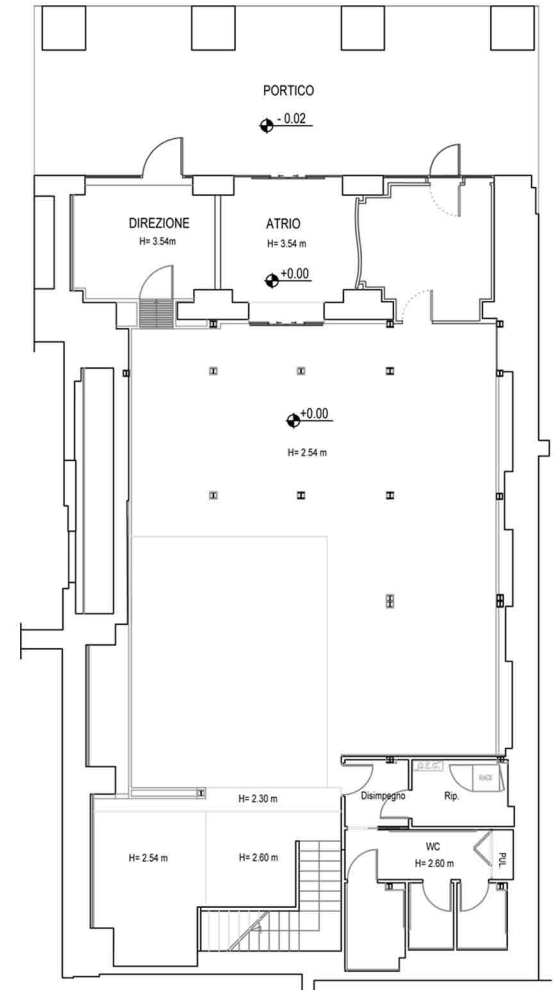 PORTICO
- 0.02
DIREZIONE
H= 3.54m
ATRIO
H= 3.54 m
+0.00
+0.00
H= 2.54 m
H= 2.30 m
Disimpegno
Q.E.G.
RACK
Rip.
H= 2.54 m
H= 2.60 m
WC
H= 2.60 m
PUL.